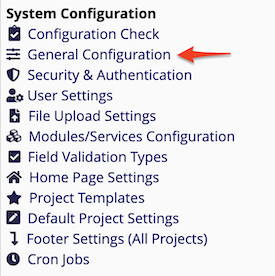 System Configuration
Configuration Check
General Configuration
Security & Authentication
User Settings
File Upload Settings
Modules/Services Configuration
Field Validation Types
Home Page Settings
Project Templates
Default Project Settings
Footer Settings (All Projects)
Cron Jobs